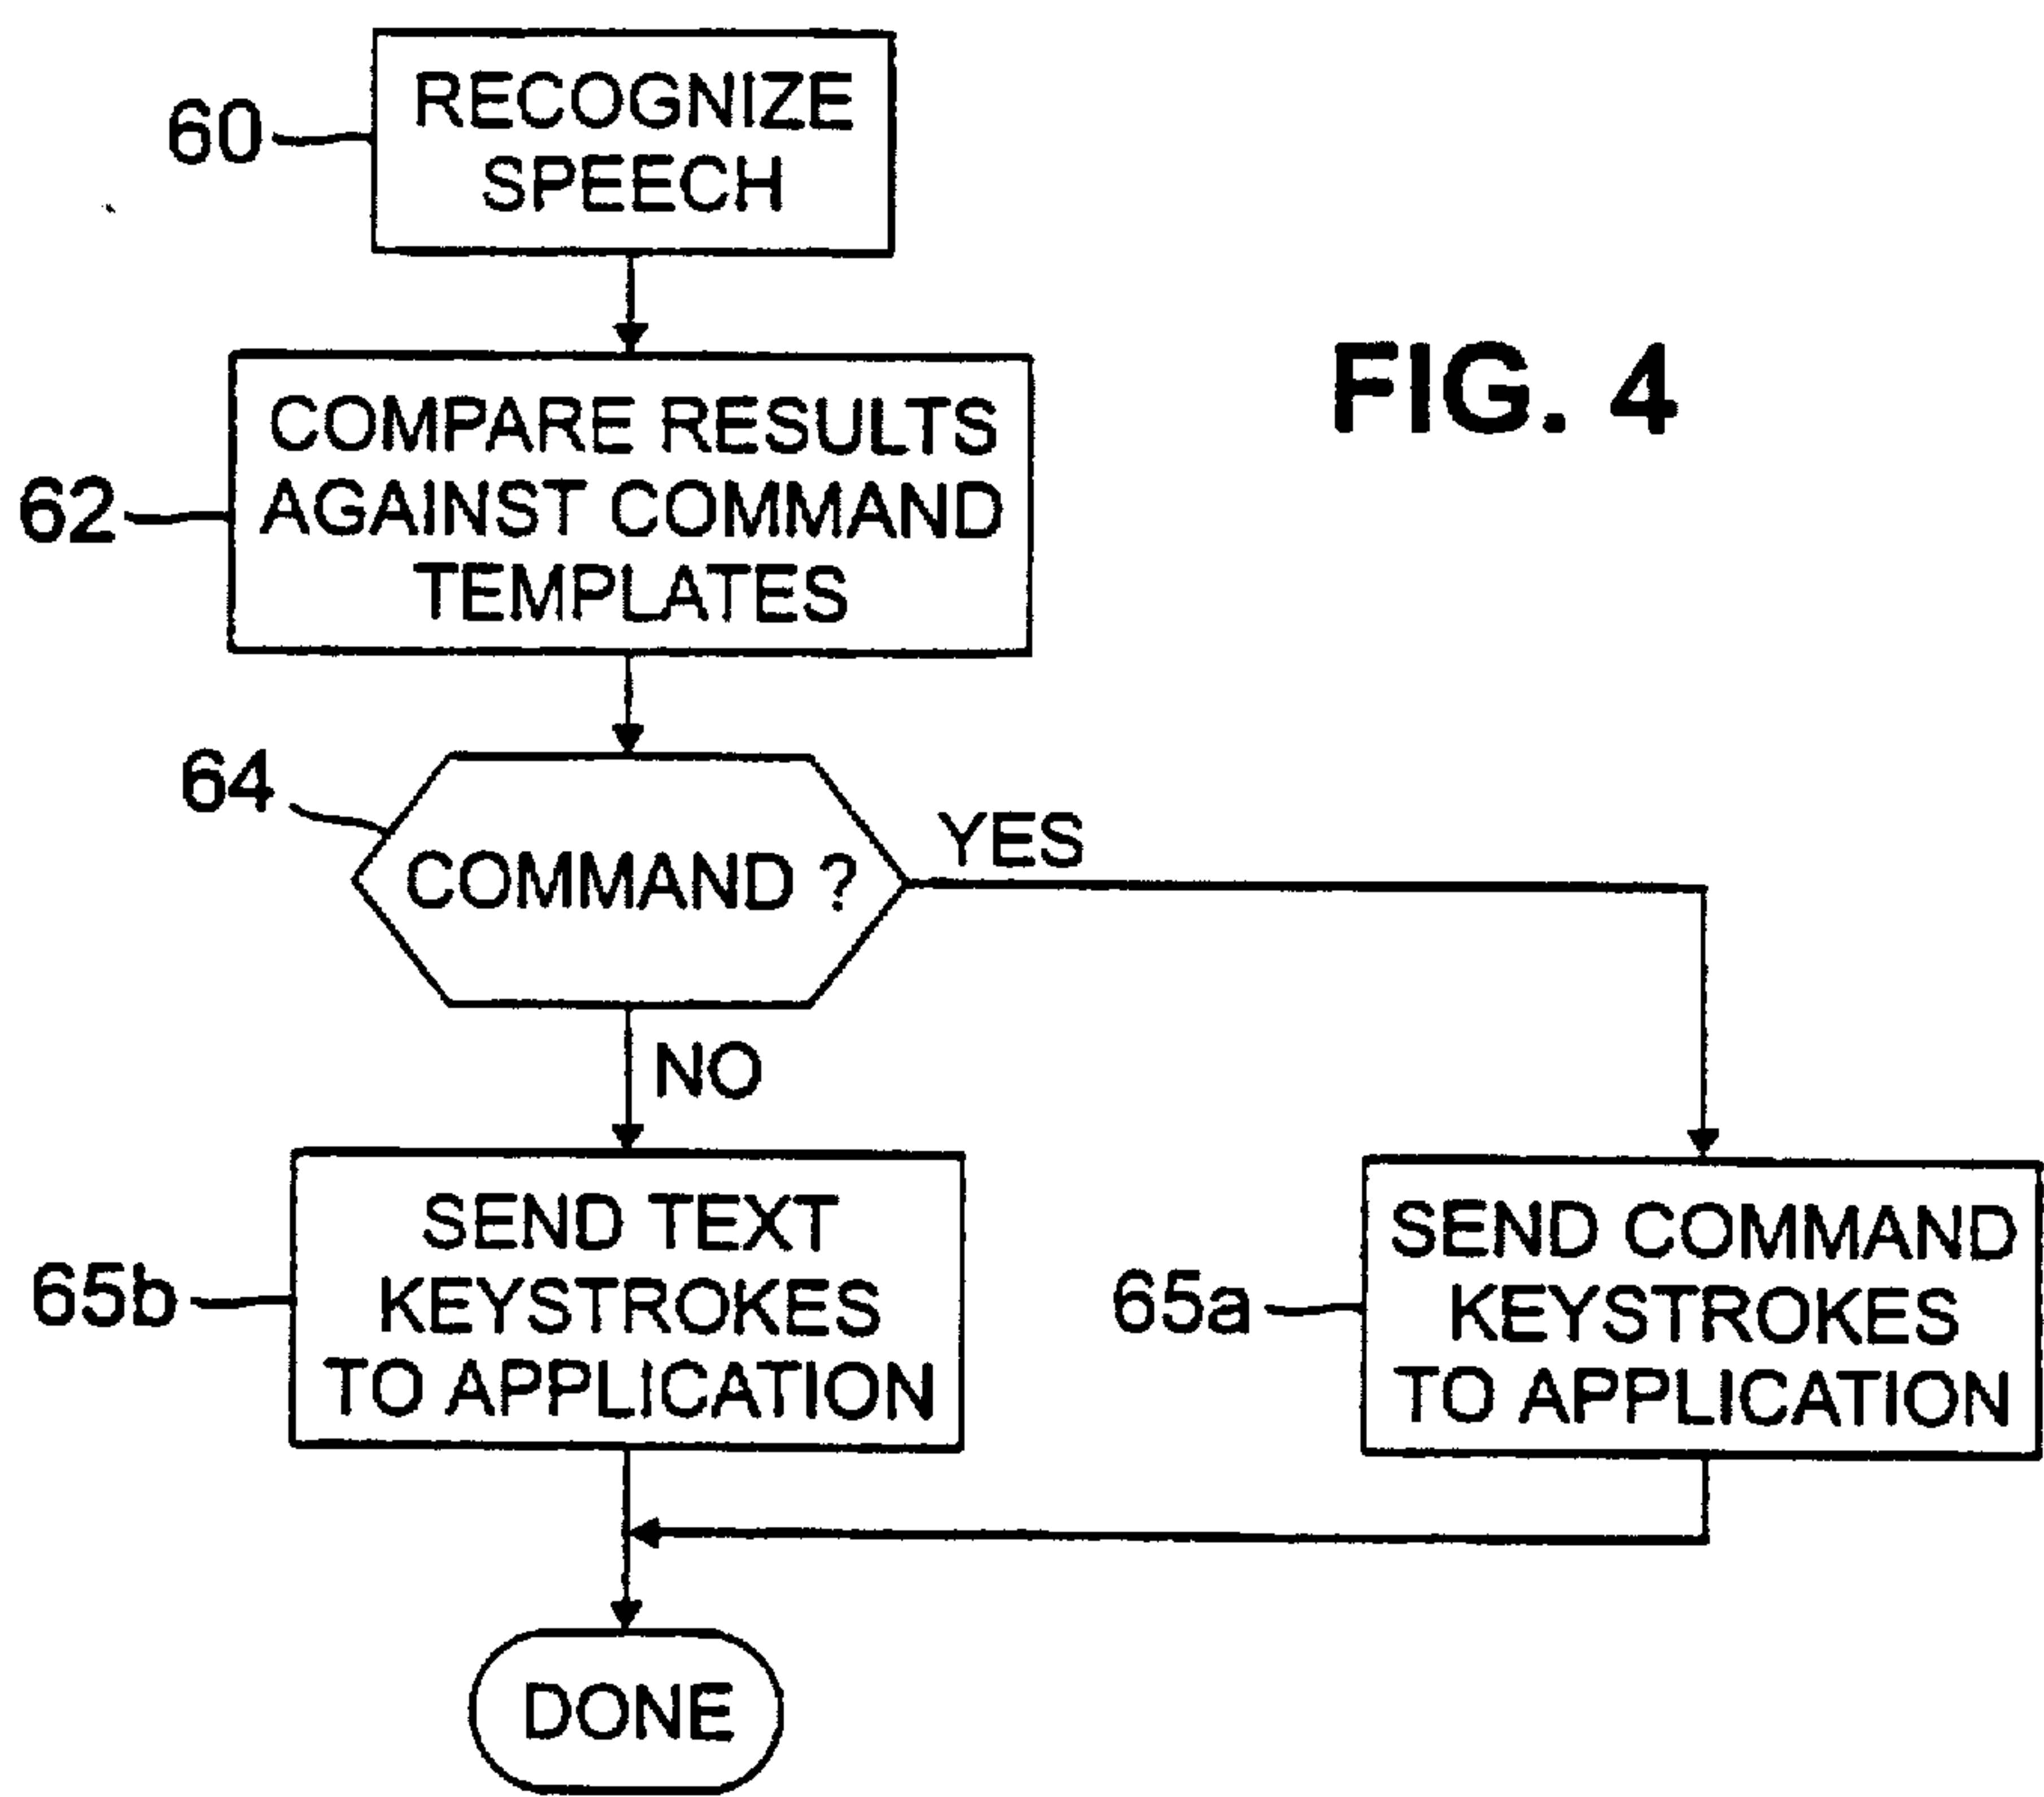 60
RECOGNIZE
SPEECH
FIG. 4
62
COMPARE RESULTS
AGAINST COMMAND
TEMPLATES
64
COMMAND ?
YES
NO
65b
SEND TEXT
KEYSTROKES
TO APPLICATION
65a
SEND COMMAND
KEYSTROKES
TO APPLICATION
DONE